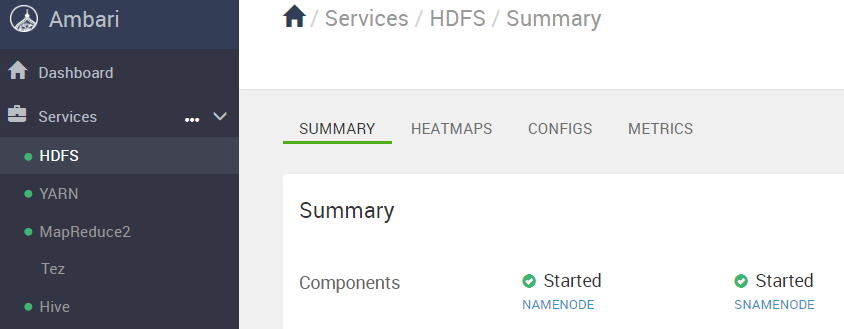 Ambari
Dashboard
Services
HDFS
YARN
MapReduce2
Tez
Hive
/ Services / HDFS / Summary
SUMMARY HEATMAPS CONFIGS METRICS
Summary
Components Started Started
NAMENODE SNAMENODE